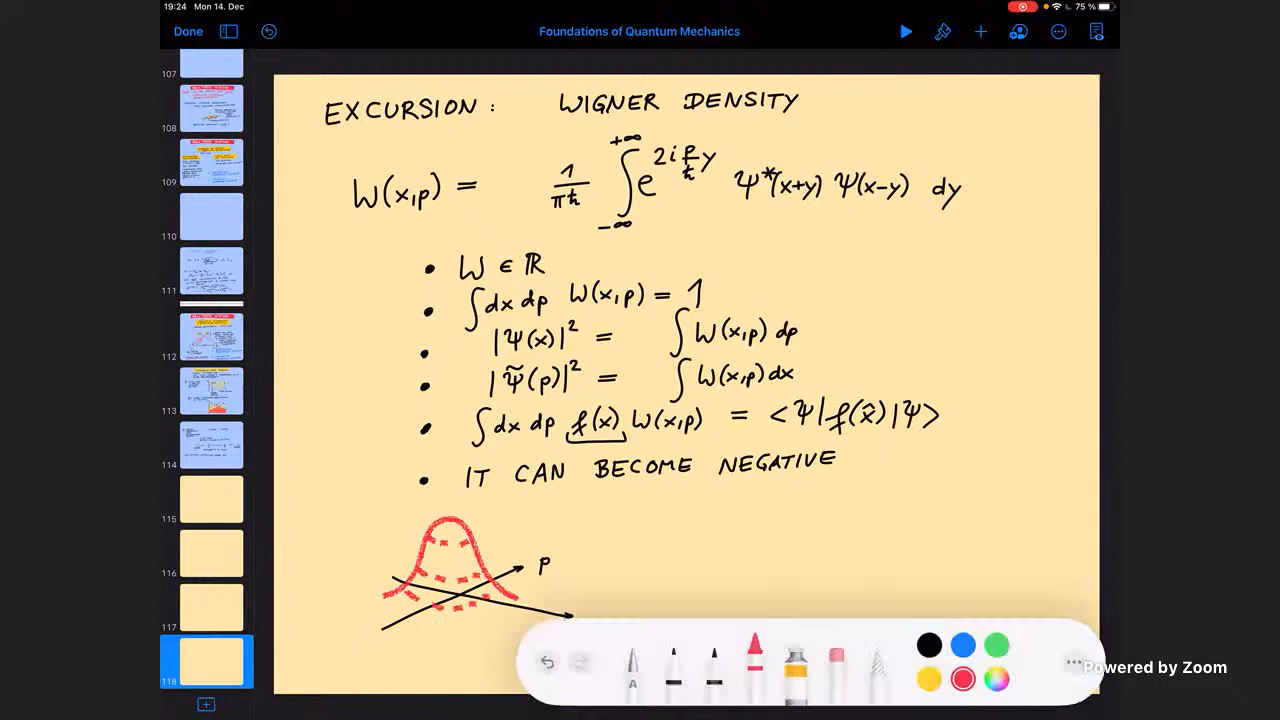 19:24 Mon 14. Dec
75 %
Done
Foundations of Quantum Mechanics
107
108
109
110
111
112
113
114
115
116
117
118
EXCURSION: WIGNER DENSITY
W(x,p) = 1/πℏ ∫_{-∞}^{+∞} e^{2i p/ℏ y} Ψ*(x+y) Ψ(x-y) dy
• W ∈ ℝ
• ∫dx dp W(x,p) = 1
• |Ψ(x)|² = ∫ W(x,p) dp
• |Ψ̃(p)|² = ∫ W(x,p) dx
• ∫dx dp f(x) W(x,p) = <Ψ|f(x̂)|Ψ>
• IT CAN BECOME NEGATIVE
p
A
Powered by Zoom